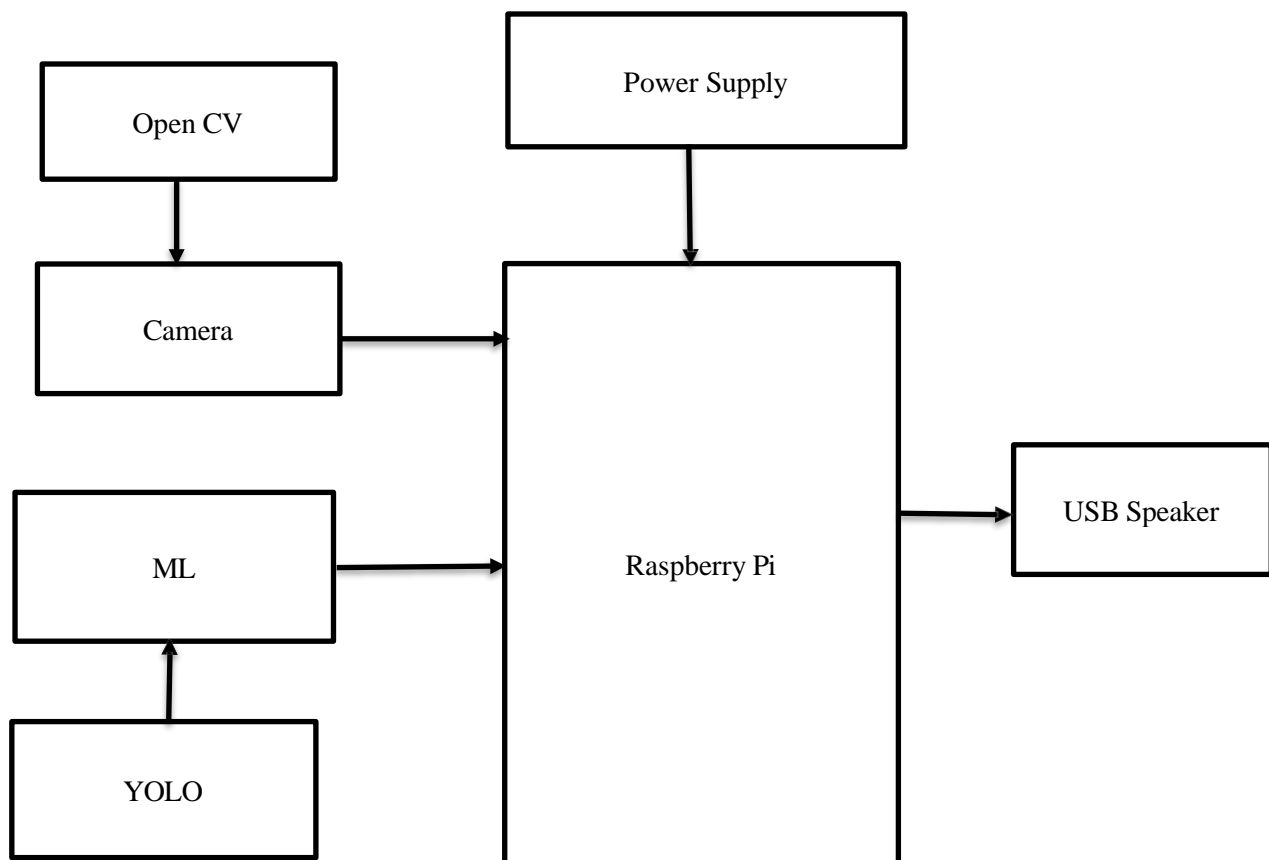 Power Supply
Open CV
Camera
USB Speaker
ML
Raspberry Pi
YOLO